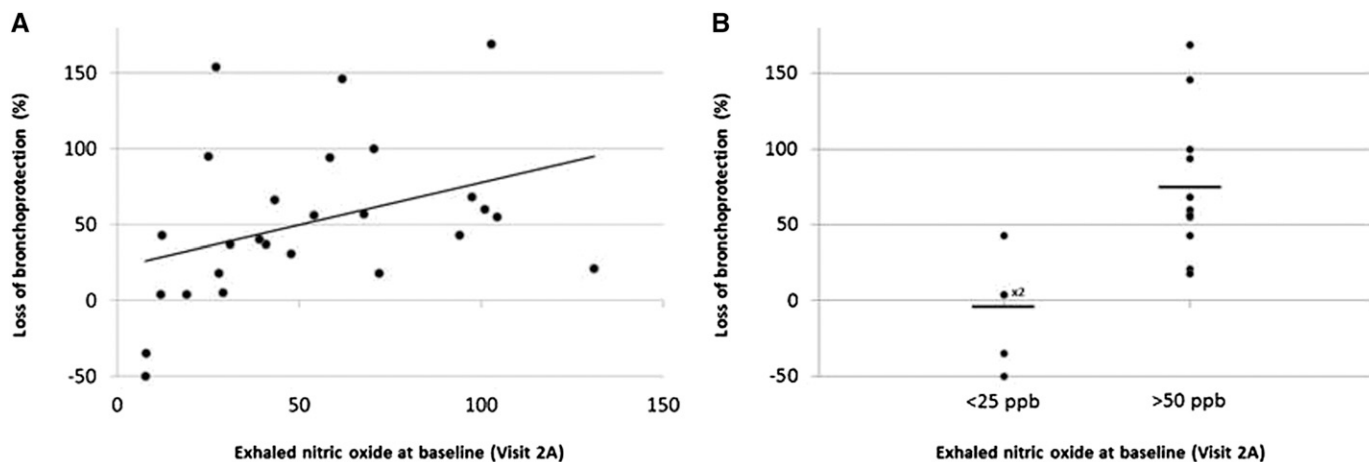 A
Loss of bronchoprotection (%)
150
100
50
0
-50
0 50 100 150
Exhaled nitric oxide at baseline (Visit 2A)
B
Loss of bronchoprotection (%)
150
100
50
0
-50
x2
<25 ppb >50 ppb
Exhaled nitric oxide at baseline (Visit 2A)